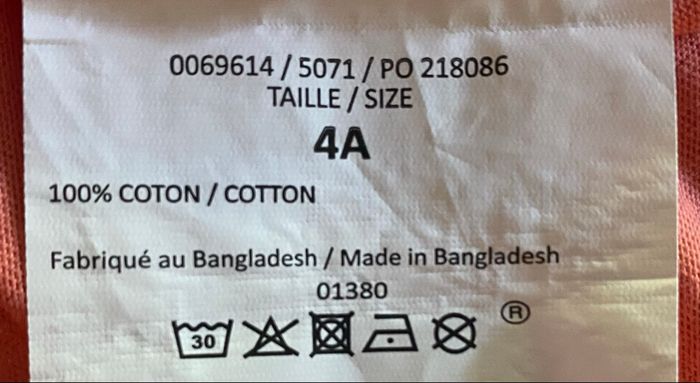 0069614 / 5071 / PO 218086
TAILLE / SIZE
4A
100% COTON / COTTON
Fabriqué au Bangladesh / Made in Bangladesh
01380
30 ®